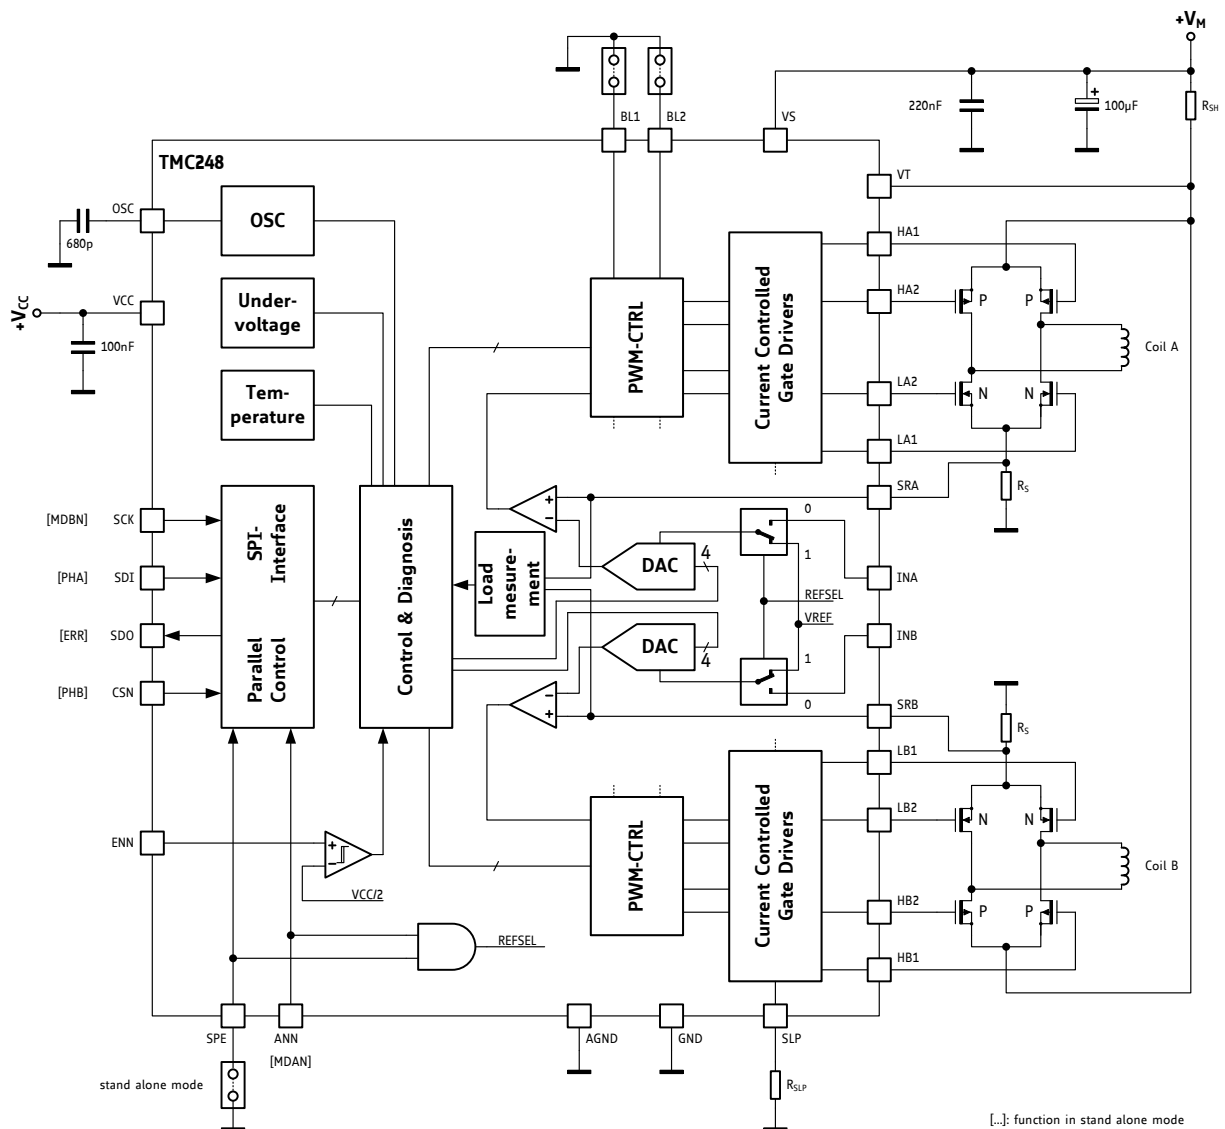 +VM
BL1
BL2
VS
220nF
+
100µF
RSH
TMC248
VT
OSC
680p
OSC
HA1
+VCC
VCC
100nF
Under-
voltage
HA2
P
P
PWM-CTRL
Current Controlled
Gate Drivers
Coil A
Tem-
perature
LA2
N
N
LA1
SRA
RS
[MDBN]
SCK
[PHA]
SDI
[ERR]
SDO
[PHB]
CSN
SPI-
Interface
Parallel
Control
Control & Diagnosis
Load
mesurement
ment
+
−
DAC
4
0
1
INA
REFSEL
VREF
DAC
4
INB
1
0
−
+
SRB
RS
LB1
LB2
N
N
PWM-CTRL
Current Controlled
Gate Drivers
Coil B
HB2
P
P
HB1
ENN
+
−
VCC/2
REFSEL
SPE
ANN
[MDAN]
AGND
GND
SLP
stand alone mode
RSLP
[...]: function in stand alone mode